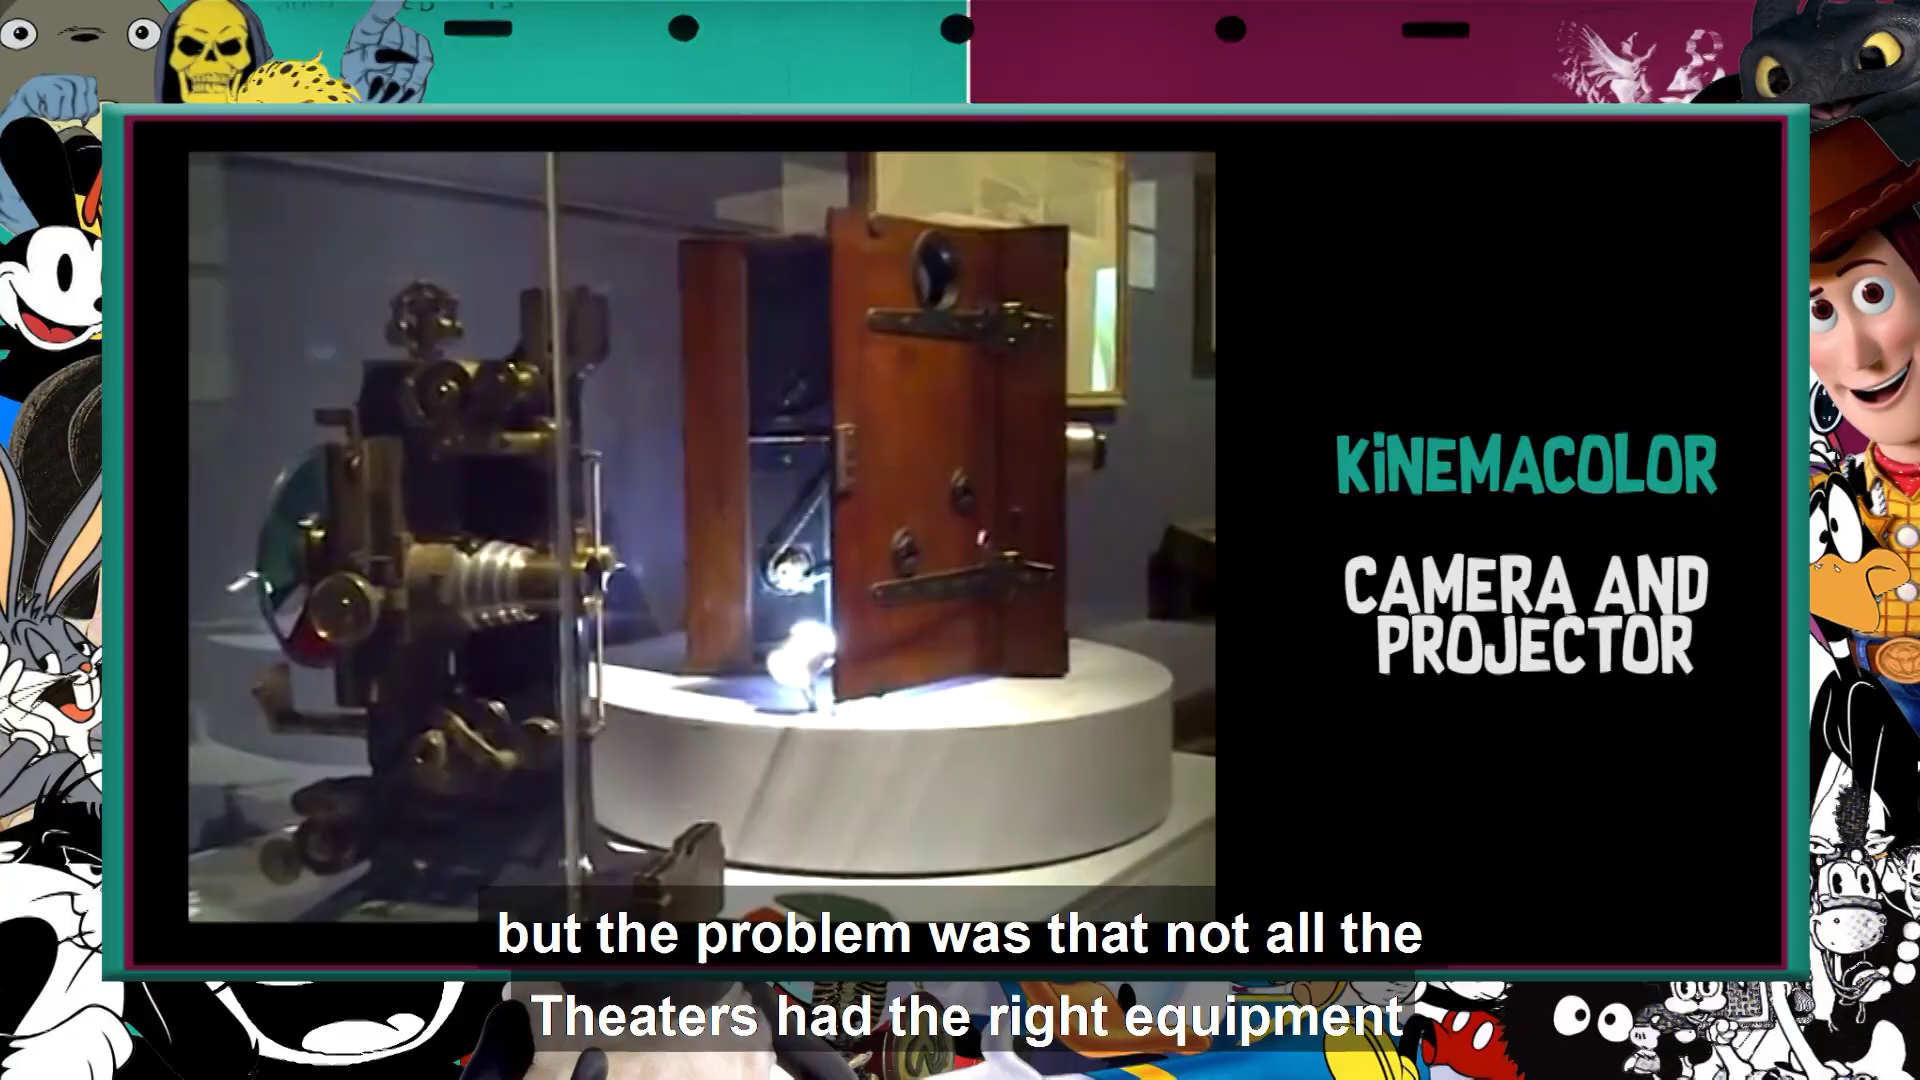 KiNEMACOLOR
CAMERA AND
PROJECTOR
but the problem was that not all the
Theaters had the right equipment